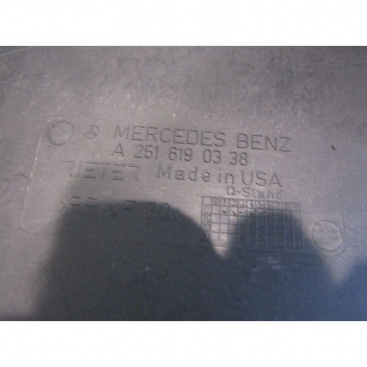 MERCEDES BENZ
A 251 619 03 38
RIETER Made in USA
Q-Stand